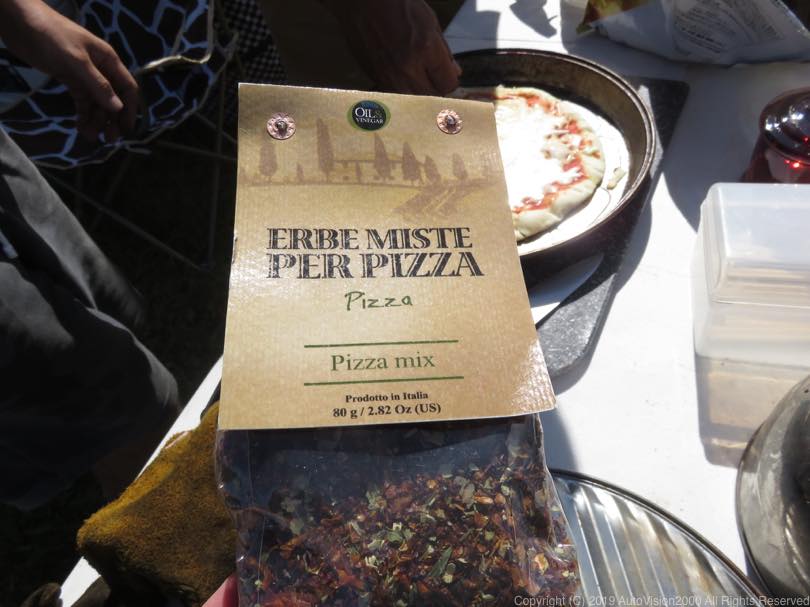 OIL&
VINEGAR
ERBE MISTE
PER PIZZA
Pizza
Pizza mix
Prodotto in Italia
80 g / 2.82 Oz (US)
Copyright (C) 2019 AutoVision2000 All Rights Reserved